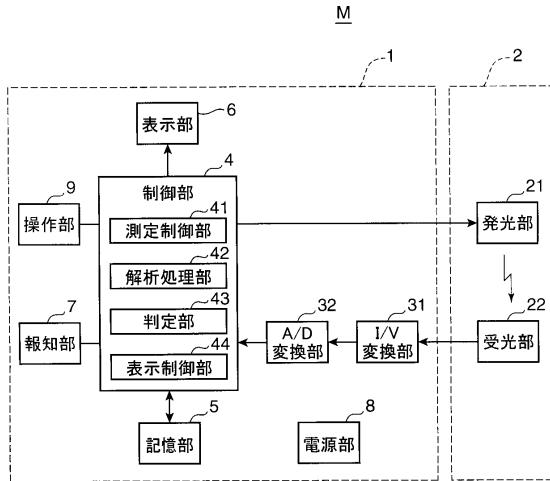 M
1
2
6
表示部
4
制御部
9
操作部
41
測定制御部
21
発光部
42
解析処理部
7
報知部
43
判定部
32
A/D
変換部
31
I/V
変換部
22
受光部
44
表示制御部
5
記憶部
8
電源部